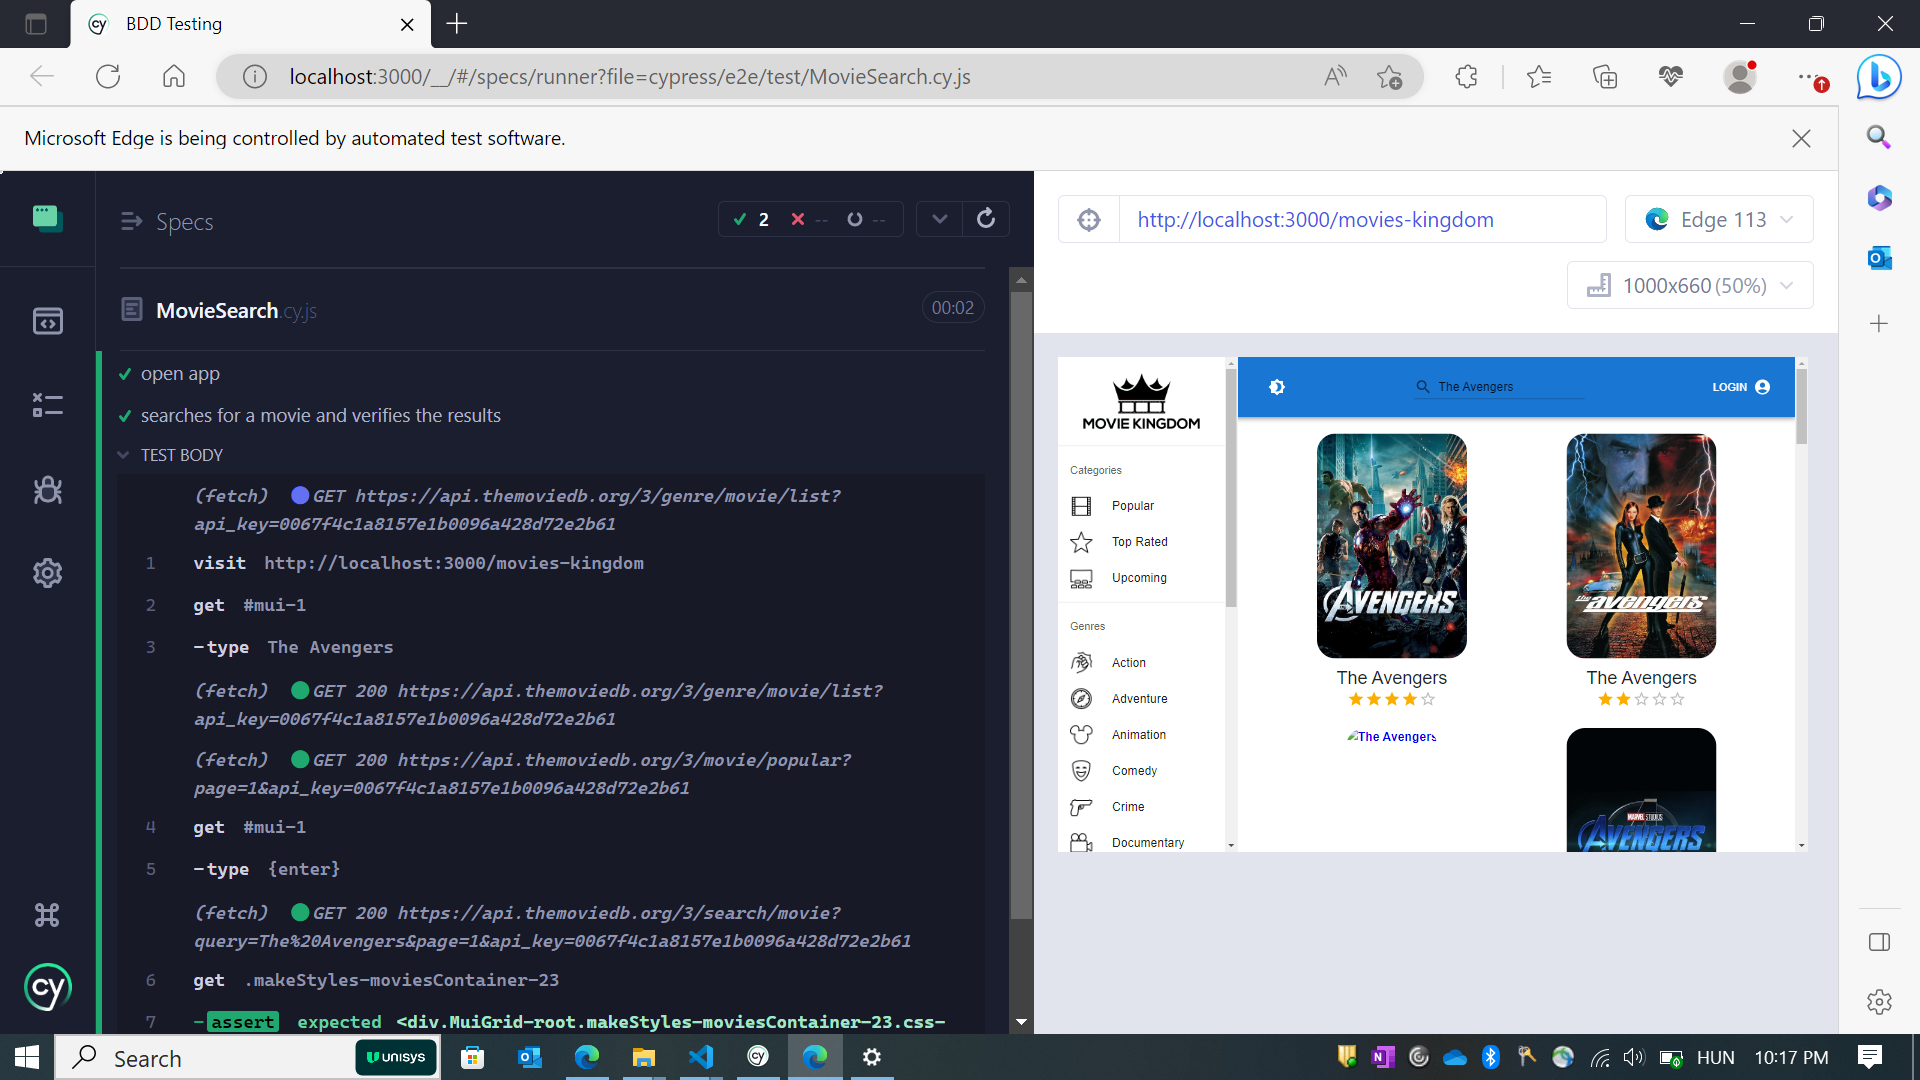 BDD Testing
localhost:3000/__/#/specs/runner?file=cypress/e2e/test/MovieSearch.cy.js
Microsoft Edge is being controlled by automated test software.
Specs
2
--
--
MovieSearch.cy.js
00:02
open app
searches for a movie and verifies the results
TEST BODY
(fetch) GET https://api.themoviedb.org/3/genre/movie/list?
api_key=0067f4c1a8157e1b0096a428d72e2b61
1 visit http://localhost:3000/movies-kingdom
2 get #mui-1
3 -type The Avengers
(fetch) GET 200 https://api.themoviedb.org/3/genre/movie/list?
api_key=0067f4c1a8157e1b0096a428d72e2b61
(fetch) GET 200 https://api.themoviedb.org/3/movie/popular?
page=1&api_key=0067f4c1a8157e1b0096a428d72e2b61
4 get #mui-1
5 -type {enter}
(fetch) GET 200 https://api.themoviedb.org/3/search/movie?
query=The%20Avengers&page=1&api_key=0067f4c1a8157e1b0096a428d72e2b61
6 get .makeStyles-moviesContainer-23
7 -assert expected <div.MuiGrid-root.makeStyles-moviesContainer-23.css-
cy
http://localhost:3000/movies-kingdom
Edge 113
1000x660 (50%)
MOVIE KINGDOM
The Avengers
LOGIN
Categories
Popular
Top Rated
Upcoming
Genres
Action
Adventure
Animation
Comedy
Crime
Documentary
AVENGERS
the avengers
The Avengers
The Avengers
The Avengers
MARVEL STUDIOS
AVENGERS
Search
UNISYS
HUN
10:17 PM